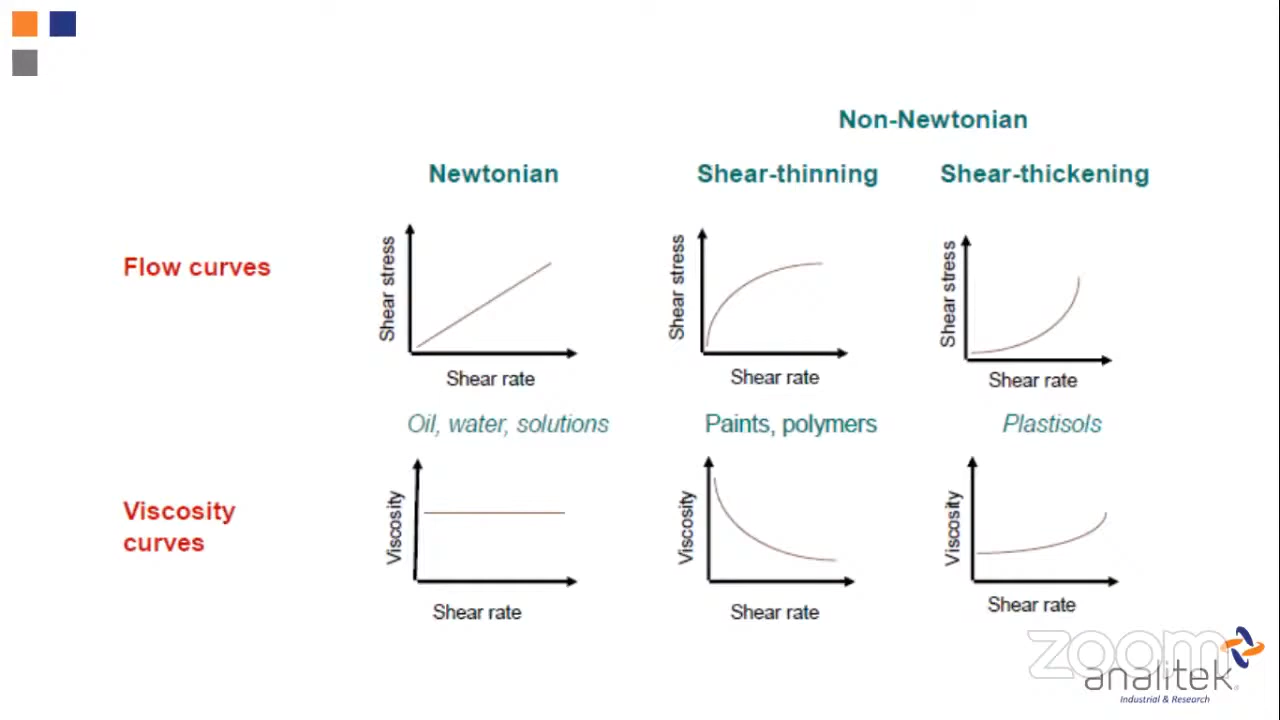 Non-Newtonian
Newtonian
Shear-thinning
Shear-thickening
Flow curves
Shear stress
Shear rate
Shear stress
Shear rate
Shear stress
Shear rate
Oil, water, solutions
Paints, polymers
Plastisols
Viscosity
curves
Viscosity
Shear rate
Viscosity
Shear rate
Viscosity
Shear rate
zoom
analitek
Industrial & Research